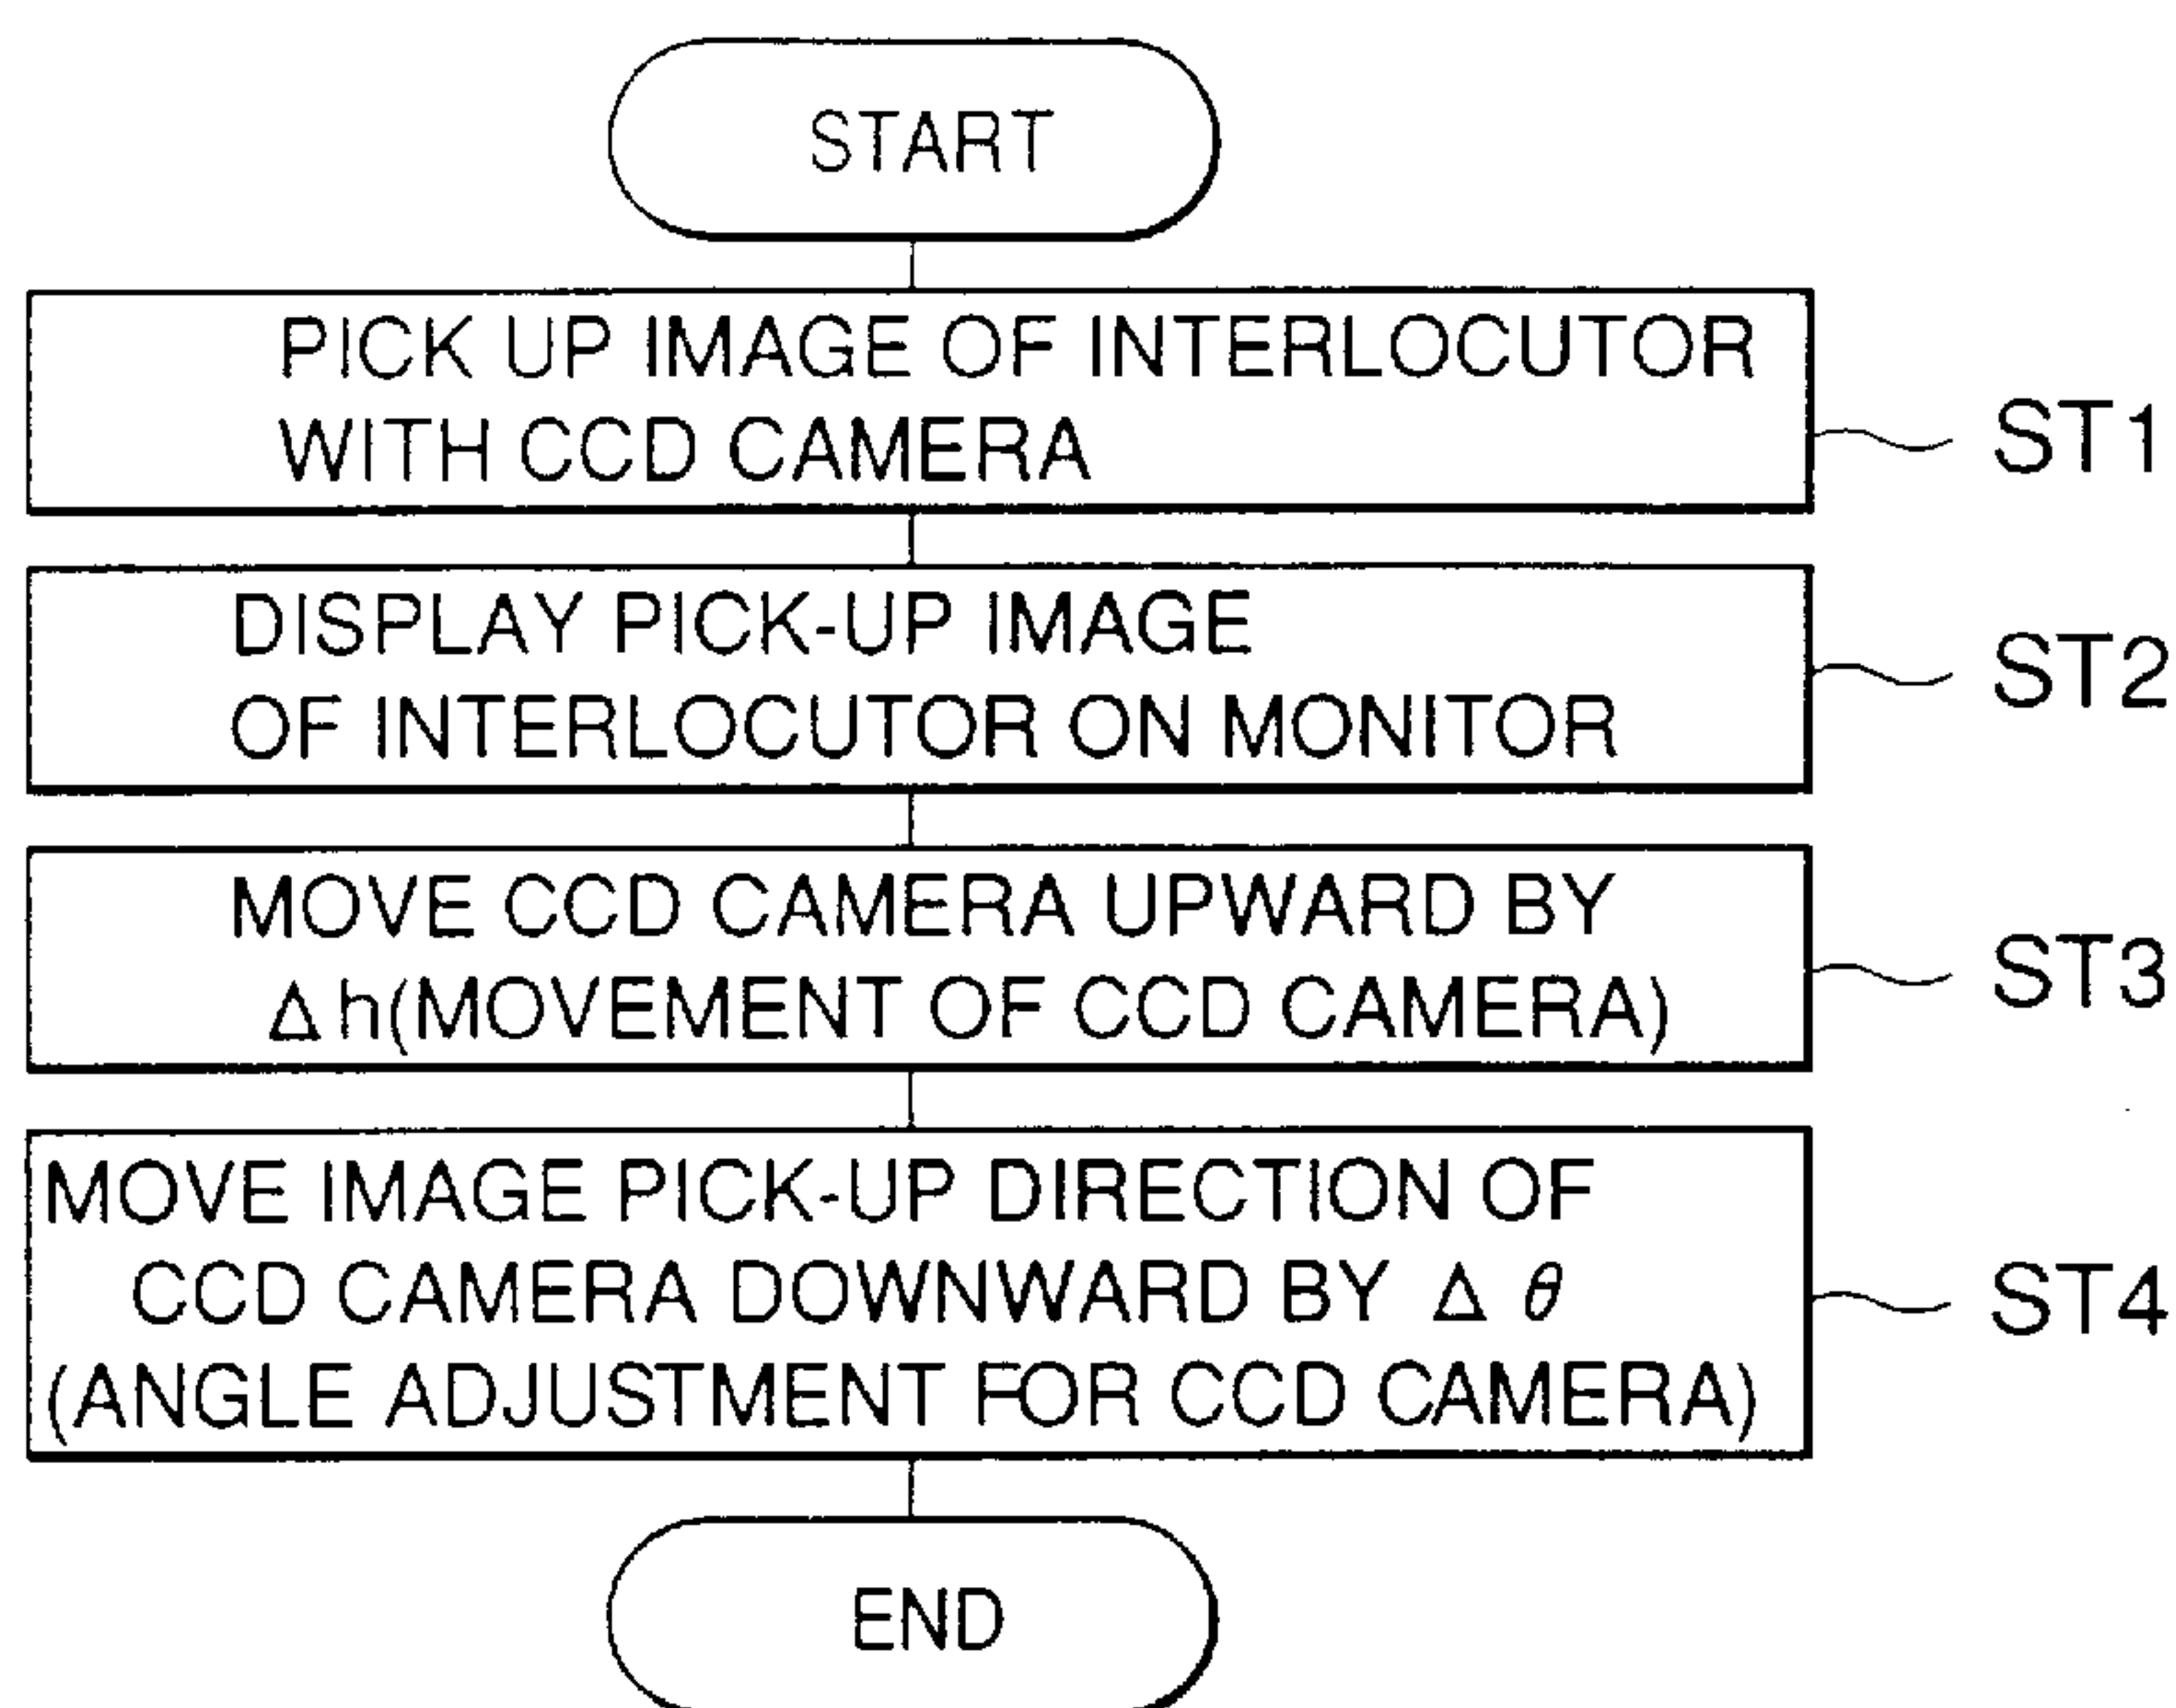 START
PICK UP IMAGE OF INTERLOCUTOR
WITH CCD CAMERA
ST1
DISPLAY PICK-UP IMAGE
OF INTERLOCUTOR ON MONITOR
ST2
MOVE CCD CAMERA UPWARD BY
Δh(MOVEMENT OF CCD CAMERA)
ST3
MOVE IMAGE PICK-UP DIRECTION OF
CCD CAMERA DOWNWARD BY Δ θ
(ANGLE ADJUSTMENT FOR CCD CAMERA)
ST4
END